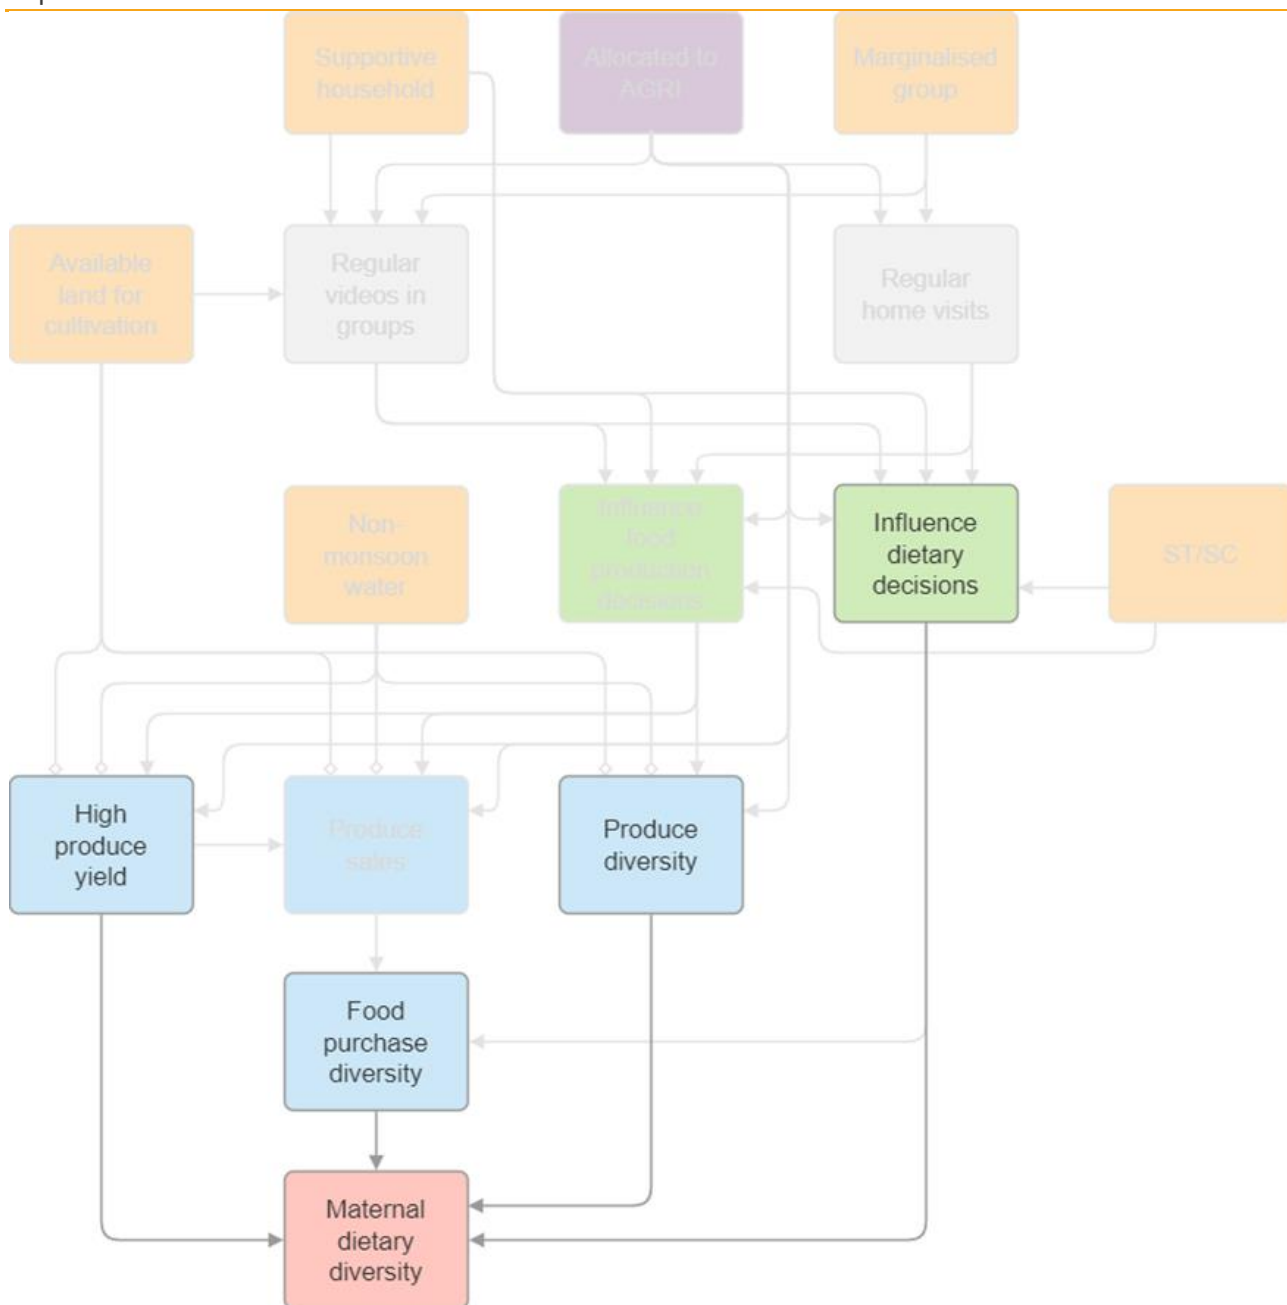 Supportive
household
Allocated to
AGRI
Marginalised
group
Available
land for
cultivation
Regular
videos in
groups
Regular
home visits
Non-
monsoon
water
Influence
food
production
decisions
Influence
dietary
decisions
ST/SC
High
produce
yield
Produce
sales
Produce
diversity
Food
purchase
diversity
Maternal
dietary
diversity